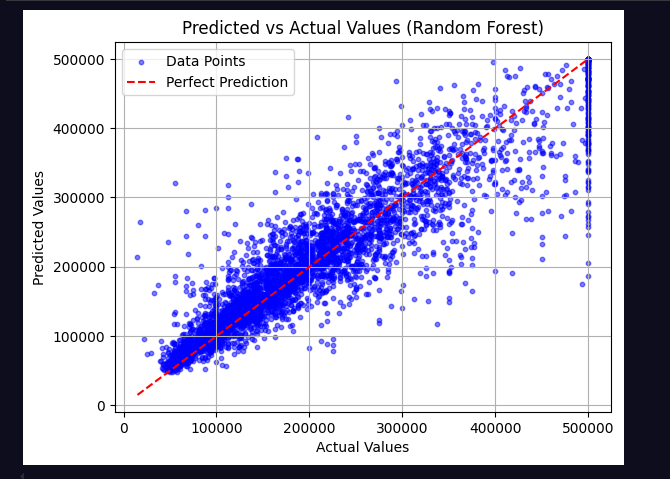 Predicted vs Actual Values (Random Forest)
Data Points
Perfect Prediction
500000
400000
300000
200000
100000
0
Predicted Values
0 100000 200000 300000 400000 500000
Actual Values